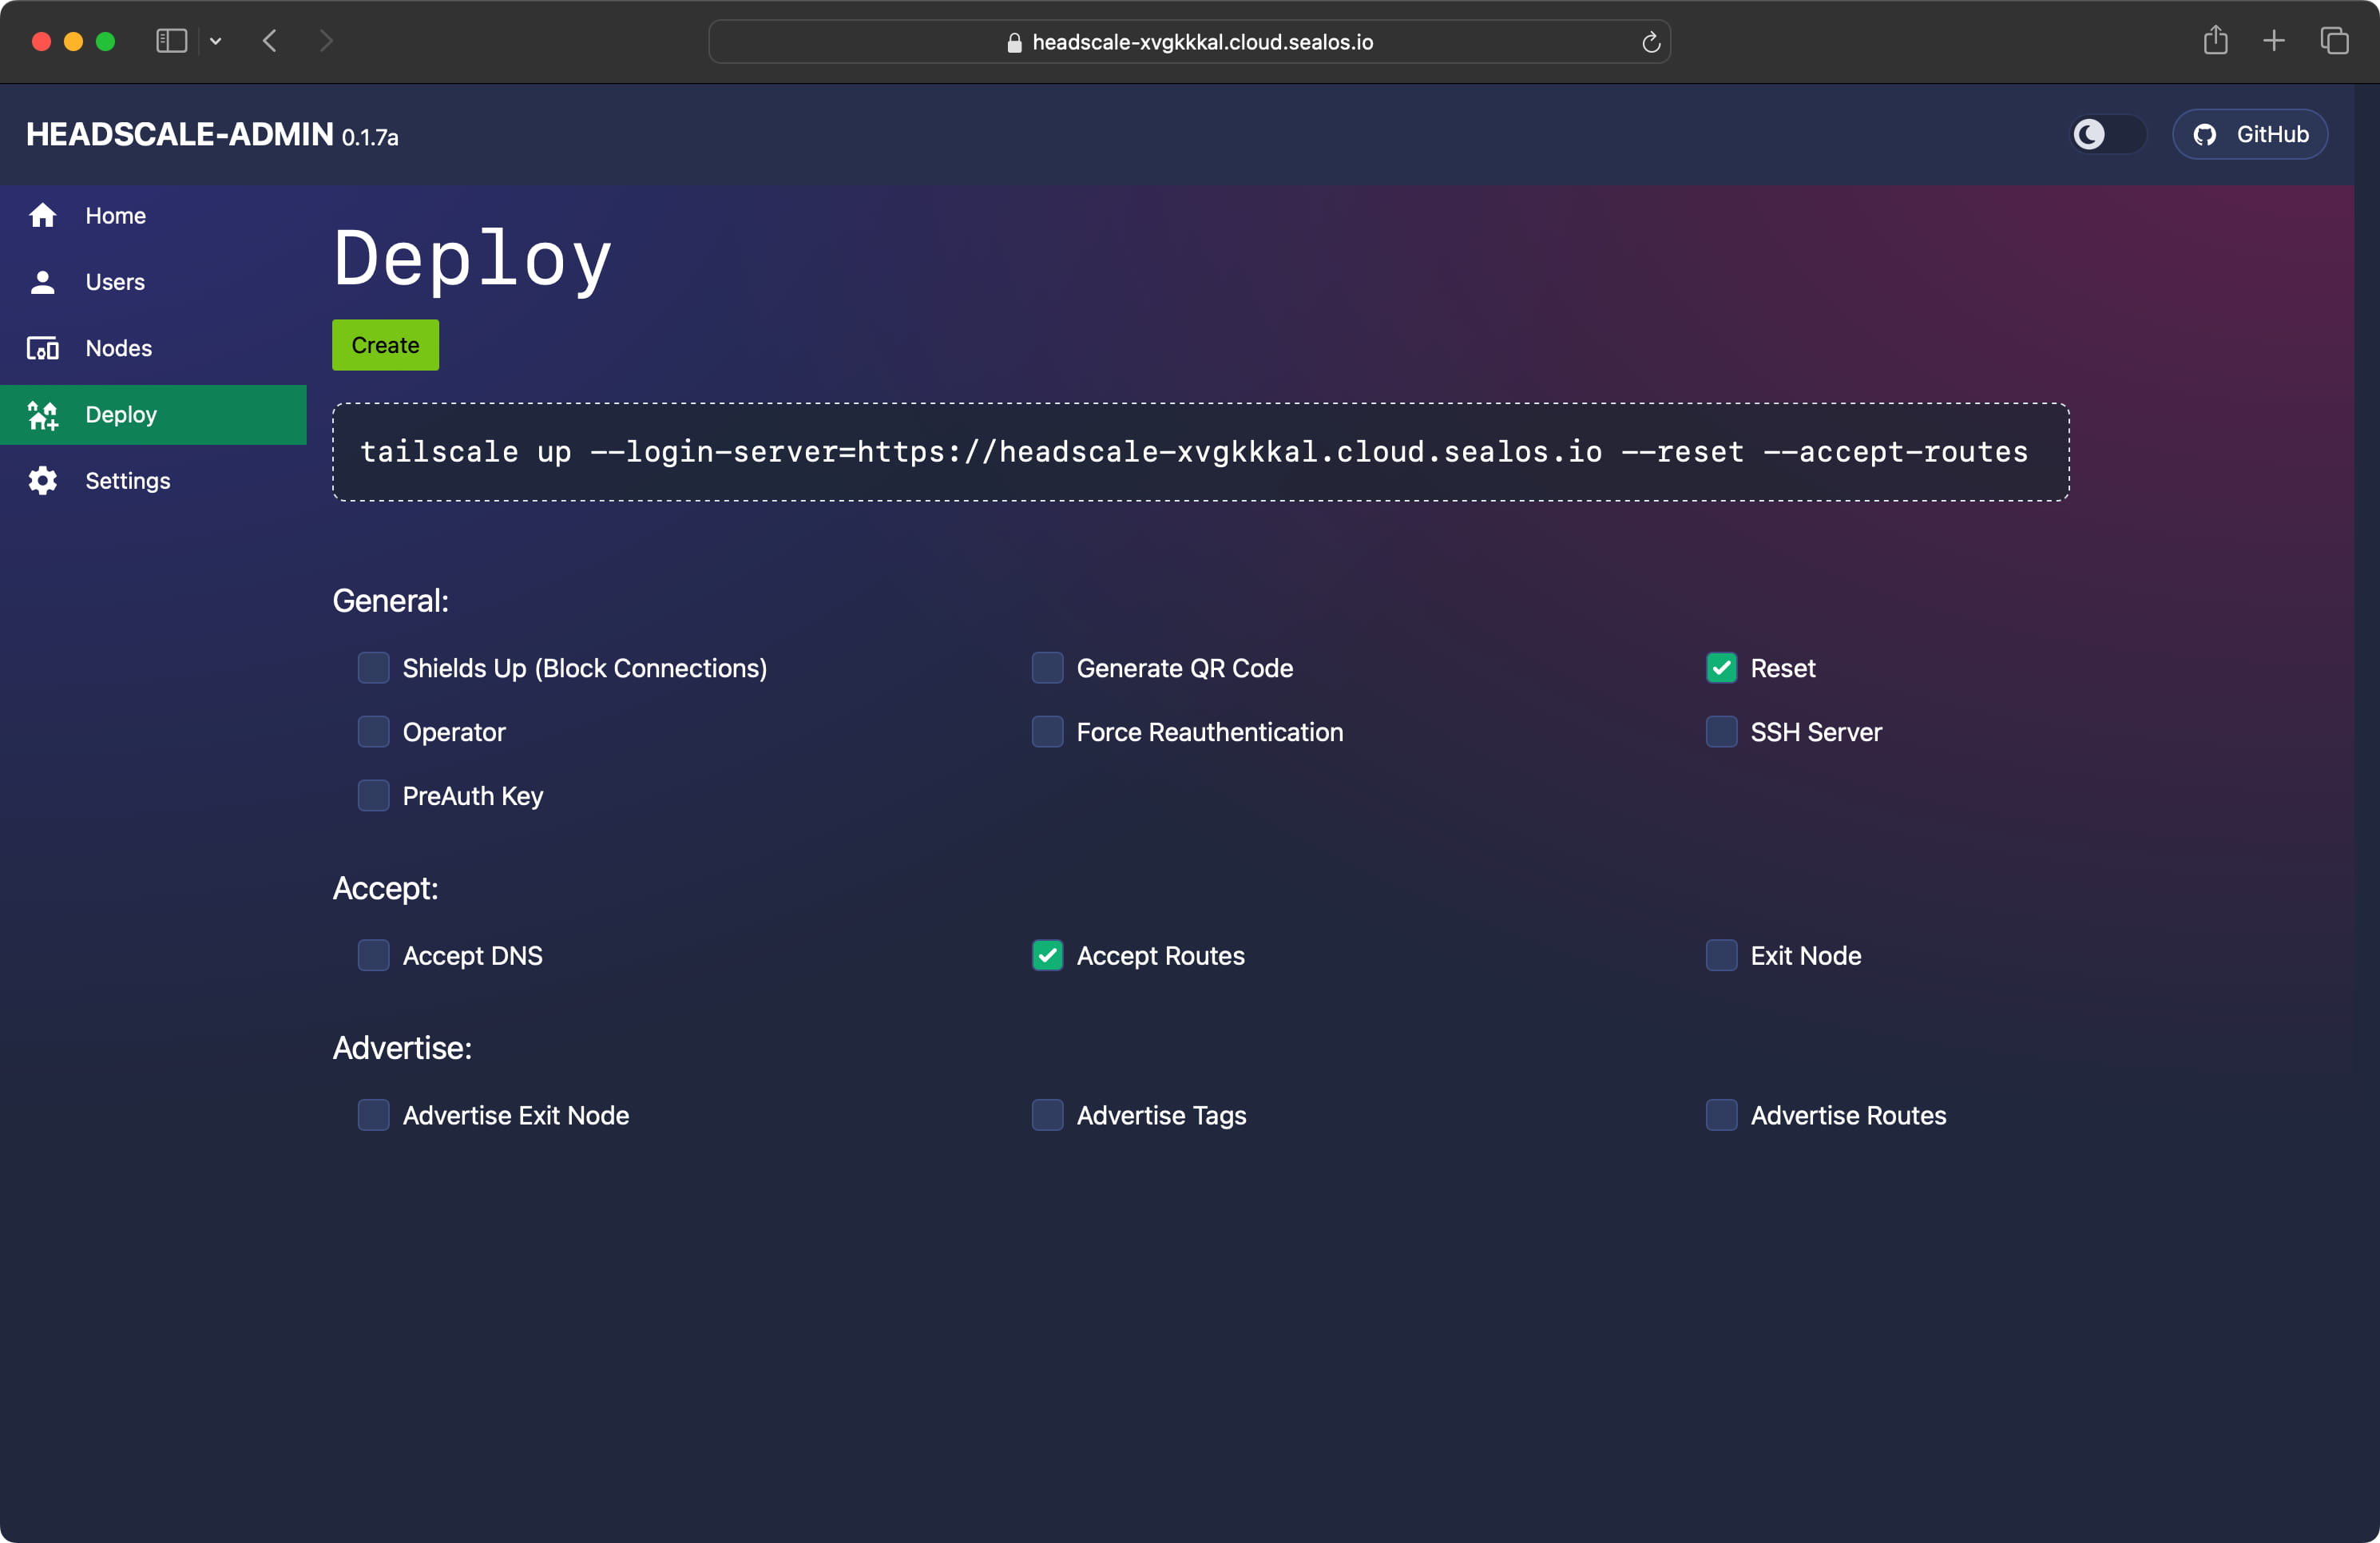 headscale-xvgkkkal.cloud.sealos.io
HEADSCALE-ADMIN 0.1.7a
GitHub
Home
Users
Nodes
Deploy
Settings
Deploy
Create
tailscale up --login-server=https://headscale-xvgkkkal.cloud.sealos.io --reset --accept-routes
General:
Shields Up (Block Connections)
Generate QR Code
Reset
Operator
Force Reauthentication
SSH Server
PreAuth Key
Accept:
Accept DNS
Accept Routes
Exit Node
Advertise:
Advertise Exit Node
Advertise Tags
Advertise Routes